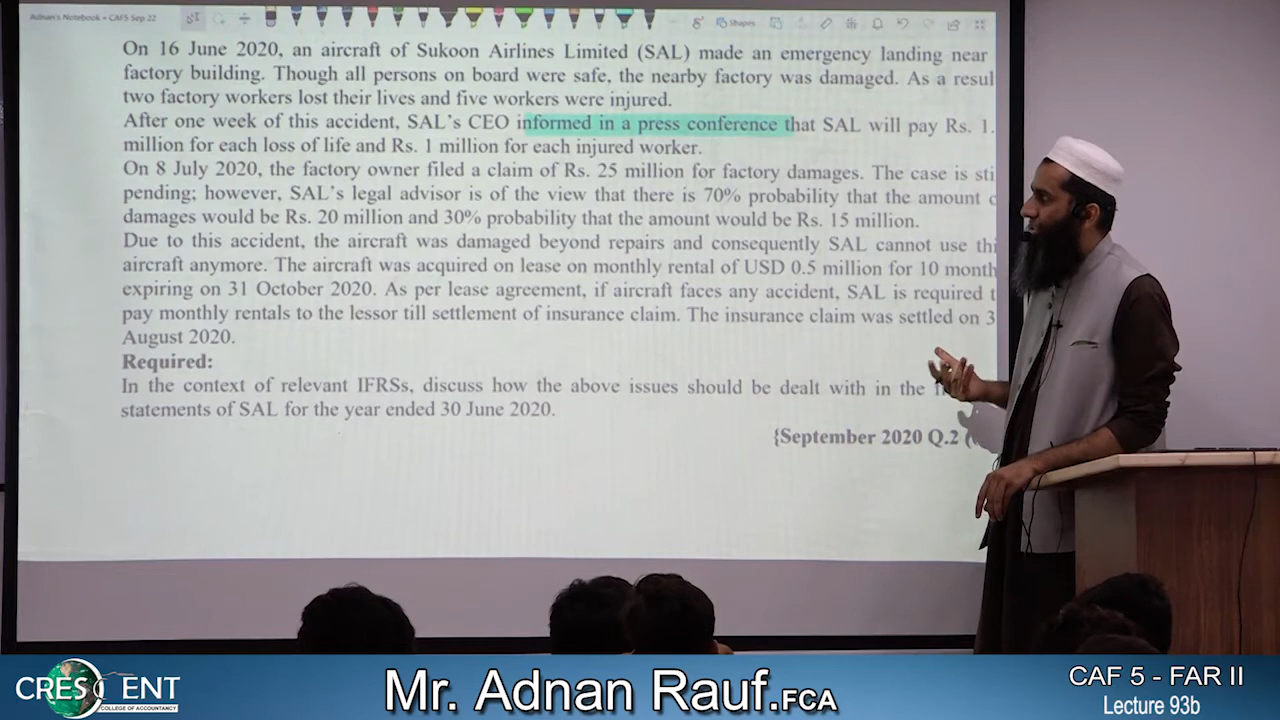 Adnan's Notebook • CAF5 Sep 22
Shapes
On 16 June 2020, an aircraft of Sukoon Airlines Limited (SAL) made an emergency landing near
factory building. Though all persons on board were safe, the nearby factory was damaged. As a resul
two factory workers lost their lives and five workers were injured.
After one week of this accident, SAL's CEO informed in a press conference that SAL will pay Rs. 1.
million for each loss of life and Rs. 1 million for each injured worker.
On 8 July 2020, the factory owner filed a claim of Rs. 25 million for factory damages. The case is sti
pending; however, SAL's legal advisor is of the view that there is 70% probability that the amount o
damages would be Rs. 20 million and 30% probability that the amount would be Rs. 15 million.
Due to this accident, the aircraft was damaged beyond repairs and consequently SAL cannot use thi
aircraft anymore. The aircraft was acquired on lease on monthly rental of USD 0.5 million for 10 month
expiring on 31 October 2020. As per lease agreement, if aircraft faces any accident, SAL is required t
pay monthly rentals to the lessor till settlement of insurance claim. The insurance claim was settled on 3
August 2020.
Required:
In the context of relevant IFRSs, discuss how the above issues should be dealt with in the
statements of SAL for the year ended 30 June 2020.
{September 2020 Q.2 (
CRESCENT
COLLEGE OF ACCOUNTANCY
Mr. Adnan Rauf.FCA
CAF 5 - FAR II
Lecture 93b